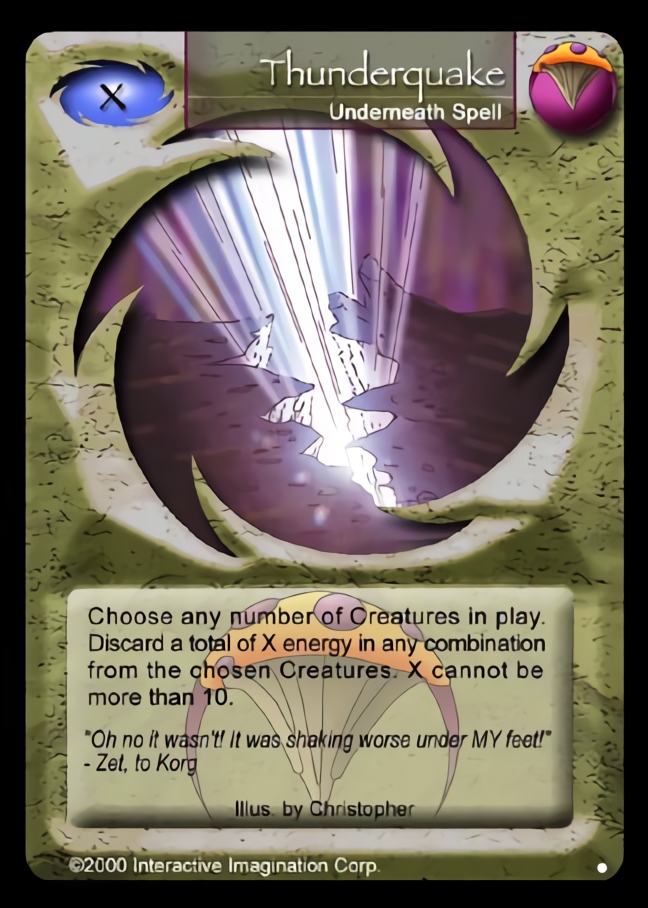 X
Thunderquake
Underneath Spell
Choose any number of Creatures in play.
Discard a total of X energy in any combination
from the chosen Creatures. X cannot be
more than 10.
"Oh no it wasn't! It was shaking worse under MY feet!"
- Zet, to Korg
Illus. by Christopher
©2000 Interactive Imagination Corp.